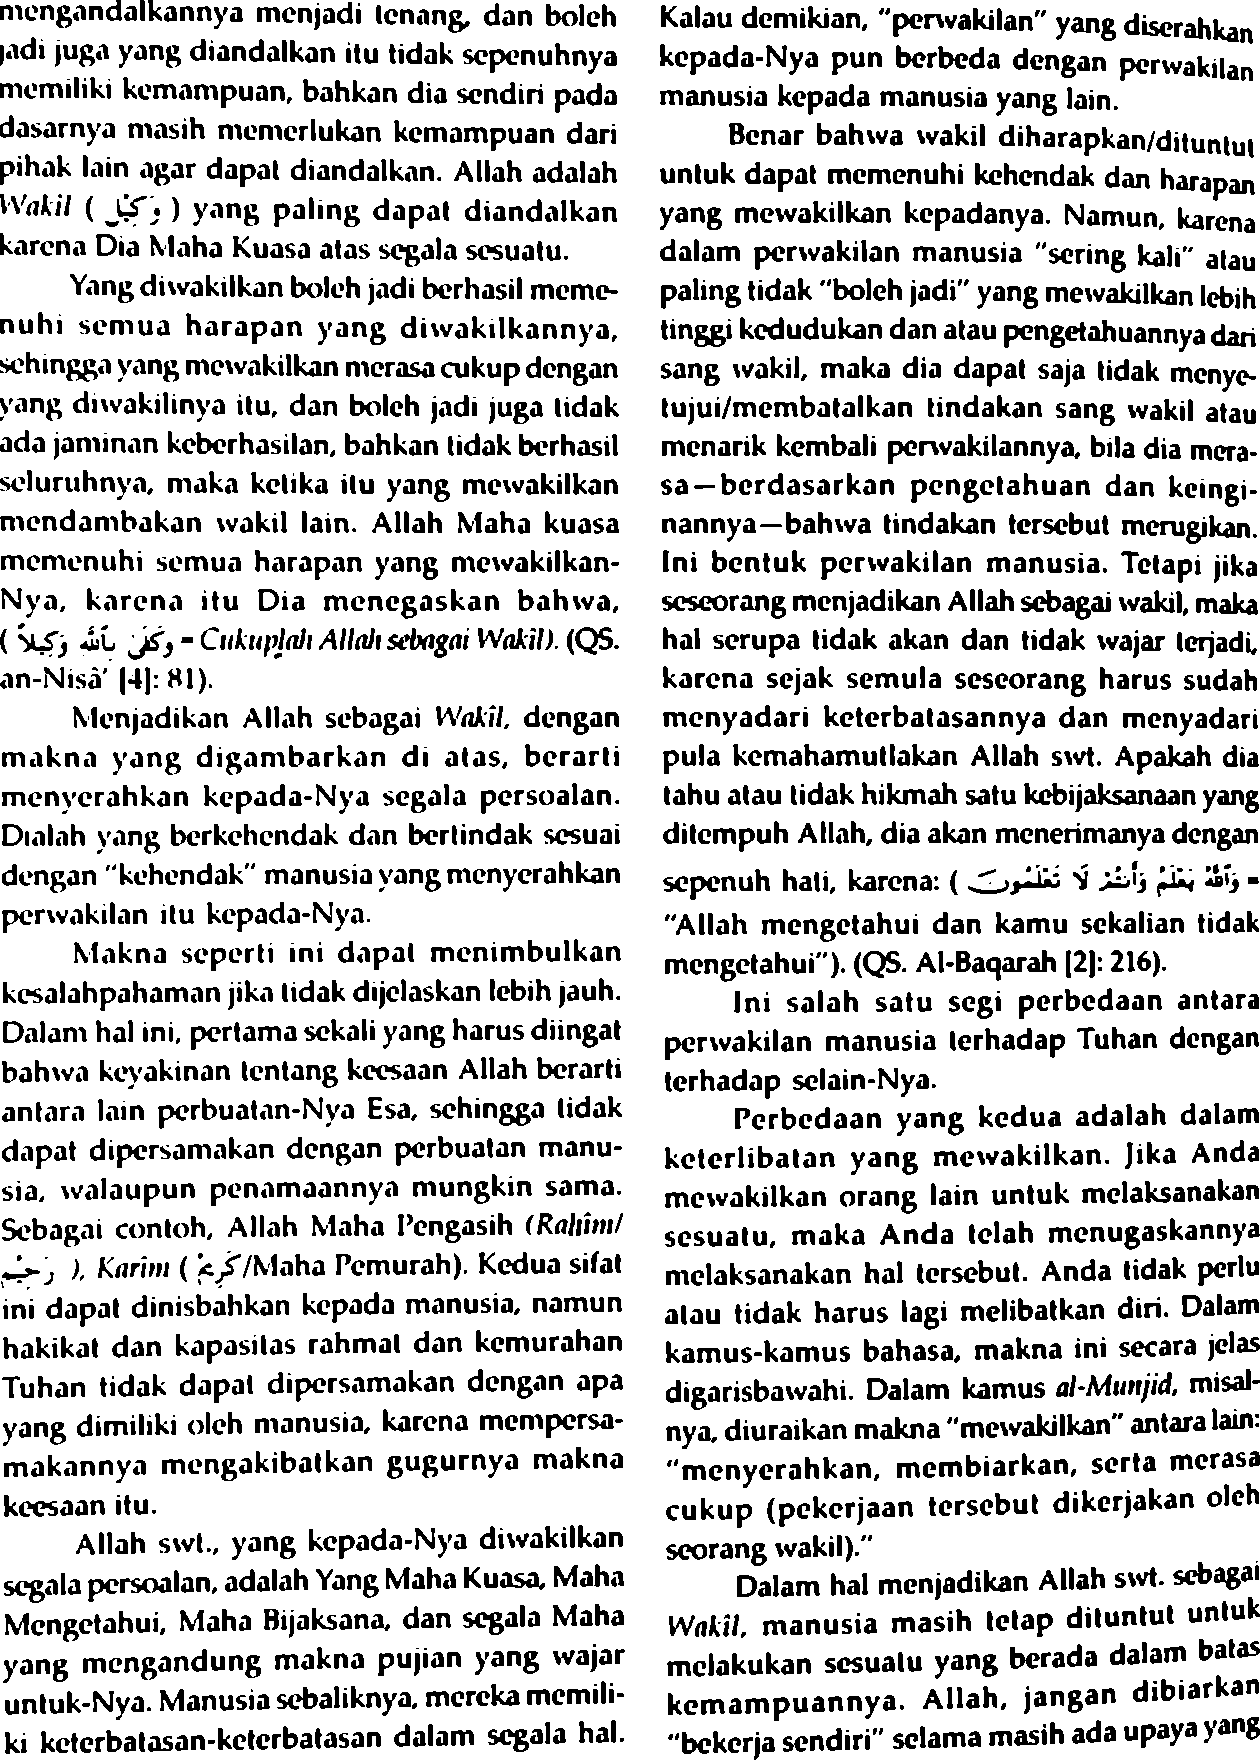 mengandalkannya menjadi tenang, dan boleh
jadi juga yang diandalkan itu tidak sepenuhnya
memiliki kemampuan, bahkan dia sendiri pada
dasarnya masih memerlukan kemampuan dari
pihak lain agar dapat diandalkan. Allah adalah
Wakîl ( وَكِيْلٌ ) yang paling dapat diandalkan
karena Dia Maha Kuasa atas segala sesuatu.
Yang diwakilkan boleh jadi berhasil meme-
nuhi semua harapan yang diwakilkannya,
sehingga yang mewakilkan merasa cukup dengan
yang diwakilinya itu, dan boleh jadi juga tidak
ada jaminan keberhasilan, bahkan tidak berhasil
seluruhnya, maka ketika itu yang mewakilkan
mendambakan wakil lain. Allah Maha kuasa
memenuhi semua harapan yang mewakilkan-
Nya, karena itu Dia menegaskan bahwa,
( وَكَفَىٰ بِٱللَّهِ وَكِيلًا = Cukuplah Allah sebagai Wakil). (QS.
an-Nisâ' [4]: 81).
Menjadikan Allah sebagai Wakîl, dengan
makna yang digambarkan di atas, berarti
menyerahkan kepada-Nya segala persoalan.
Dialah yang berkehendak dan bertindak sesuai
dengan "kehendak" manusia yang menyerahkan
perwakilan itu kepada-Nya.
Makna seperti ini dapat menimbulkan
kesalahpahaman jika tidak dijelaskan lebih jauh.
Dalam hal ini, pertama sekali yang harus diingat
bahwa keyakinan tentang keesaan Allah berarti
antara lain perbuatan-Nya Esa, sehingga tidak
dapat dipersamakan dengan perbuatan manu-
sia, walaupun penamaannya mungkin sama.
Sebagai contoh, Allah Maha Pengasih (Rahîm/
رَحِيْم ), Karîm ( كَرِيْمٌ/Maha Pemurah). Kedua sifat
ini dapat dinisbahkan kepada manusia, namun
hakikat dan kapasitas rahmat dan kemurahan
Tuhan tidak dapat dipersamakan dengan apa
yang dimiliki oleh manusia, karena mempersa-
makannya mengakibatkan gugurnya makna
keesaan itu.
Allah swt., yang kepada-Nya diwakilkan
segala persoalan, adalah Yang Maha Kuasa, Maha
Mengetahui, Maha Bijaksana, dan segala Maha
yang mengandung makna pujian yang wajar
untuk-Nya. Manusia sebaliknya, mereka memili-
ki keterbatasan-keterbatasan dalam segala hal.
Kalau demikian, "perwakilan" yang diserahkan
kepada-Nya pun berbeda dengan perwakilan
manusia kepada manusia yang lain.
Benar bahwa wakil diharapkan/dituntut
untuk dapat memenuhi kehendak dan harapan
yang mewakilkan kepadanya. Namun, karena
dalam perwakilan manusia "sering kali" atau
paling tidak "boleh jadi" yang mewakilkan lebih
tinggi kedudukan dan atau pengetahuannya dari
sang wakil, maka dia dapat saja tidak menye-
tujui/membatalkan tindakan sang wakil atau
menarik kembali perwakilannya, bila dia mera-
sa—berdasarkan pengetahuan dan keingi-
nannya—bahwa tindakan tersebut merugikan.
Ini bentuk perwakilan manusia. Tetapi jika
seseorang menjadikan Allah sebagai wakil, maka
hal serupa tidak akan dan tidak wajar terjadi,
karena sejak semula seseorang harus sudah
menyadari keterbatasannya dan menyadari
pula kemahamutlakan Allah swt. Apakah dia
tahu atau tidak hikmah satu kebijaksanaan yang
ditempuh Allah, dia akan menerimanya dengan
sepenuh hati, karena: ( وَٱللَّهُ يَعْلَمُ وَأَنتُمْ لَا تَعْلَمُونَ =
"Allah mengetahui dan kamu sekalian tidak
mengetahui"). (QS. Al-Baqarah [2]: 216).
Ini salah satu segi perbedaan antara
perwakilan manusia terhadap Tuhan dengan
terhadap selain-Nya.
Perbedaan yang kedua adalah dalam
keterlibatan yang mewakilkan. Jika Anda
mewakilkan orang lain untuk melaksanakan
sesuatu, maka Anda telah menugaskannya
melaksanakan hal tersebut. Anda tidak perlu
atau tidak harus lagi melibatkan diri. Dalam
kamus-kamus bahasa, makna ini secara jelas
digarisbawahi. Dalam kamus al-Munjid, misal-
nya, diuraikan makna "mewakilkan" antara lain:
"menyerahkan, membiarkan, serta merasa
cukup (pekerjaan tersebut dikerjakan oleh
seorang wakil)."
Dalam hal menjadikan Allah swt. sebagai
Wakîl, manusia masih tetap dituntut untuk
melakukan sesuatu yang berada dalam batas
kemampuannya. Allah, jangan dibiarkan
"bekerja sendiri" selama masih ada upaya yang